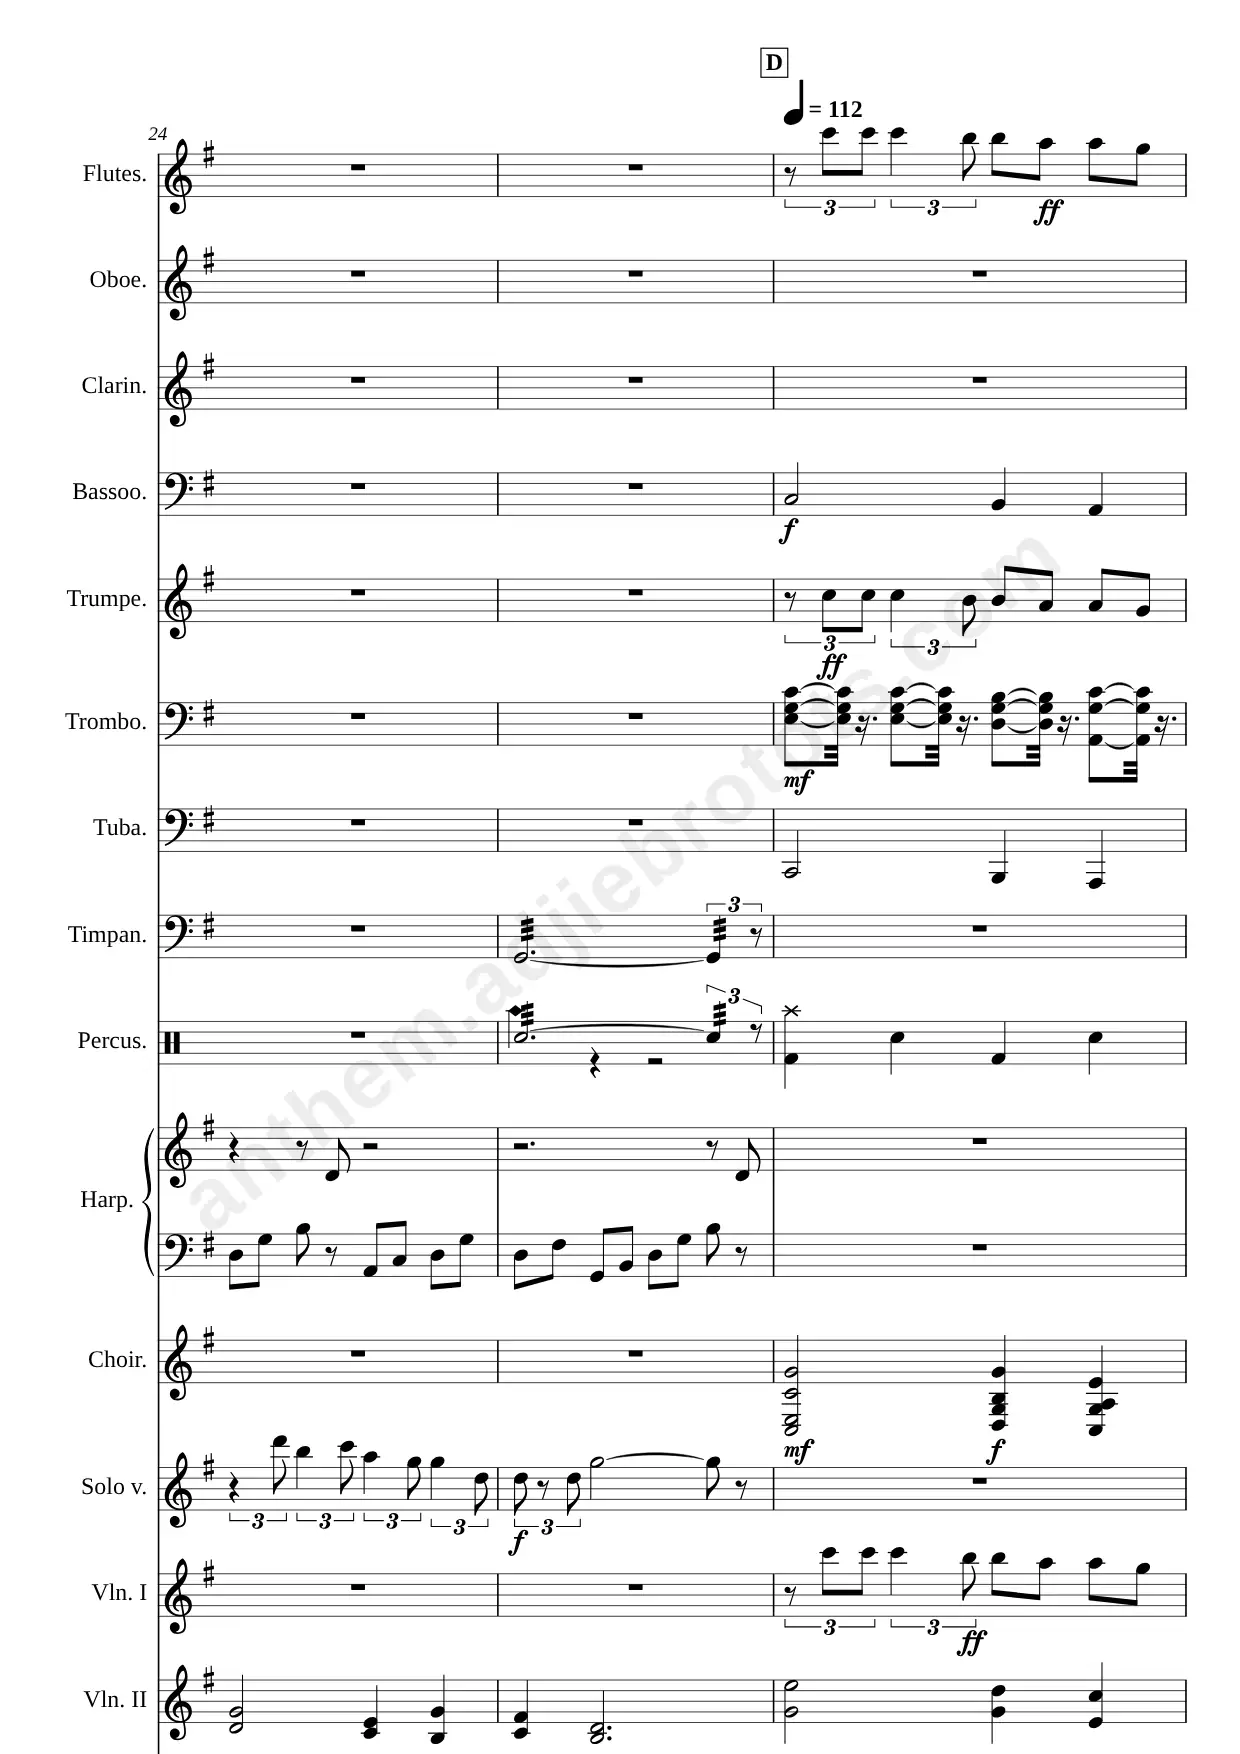 D
= 112
24
Flutes.
3 3 ff
Oboe.
Clarin.
Bassoo.
f
Trumpe.
3 3
ff
Trombo.
mf
Tuba.
3
Timpan.
3
Percus.
Harp.
Choir.
mf f
Solo v.
3 3 3 3 3
f
Vln. I
3 3
ff
Vln. II
anthem.adjiebrotots.com